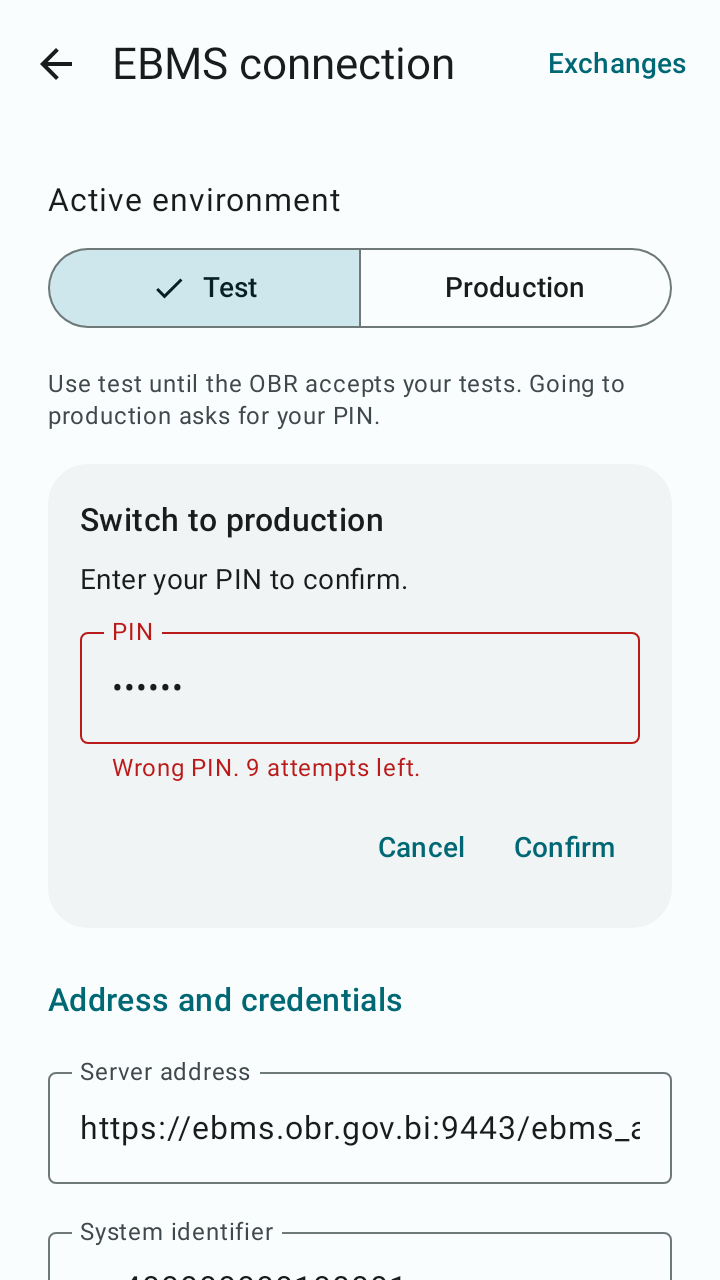 EBMS connection
Exchanges
Active environment
Test
Production
Use test until the OBR accepts your tests. Going to
production asks for your PIN.
Switch to production
Enter your PIN to confirm.
PIN
••••••
Wrong PIN. 9 attempts left.
Cancel
Confirm
Address and credentials
Server address
https://ebms.obr.gov.bi:9443/ebms_a
System identifier